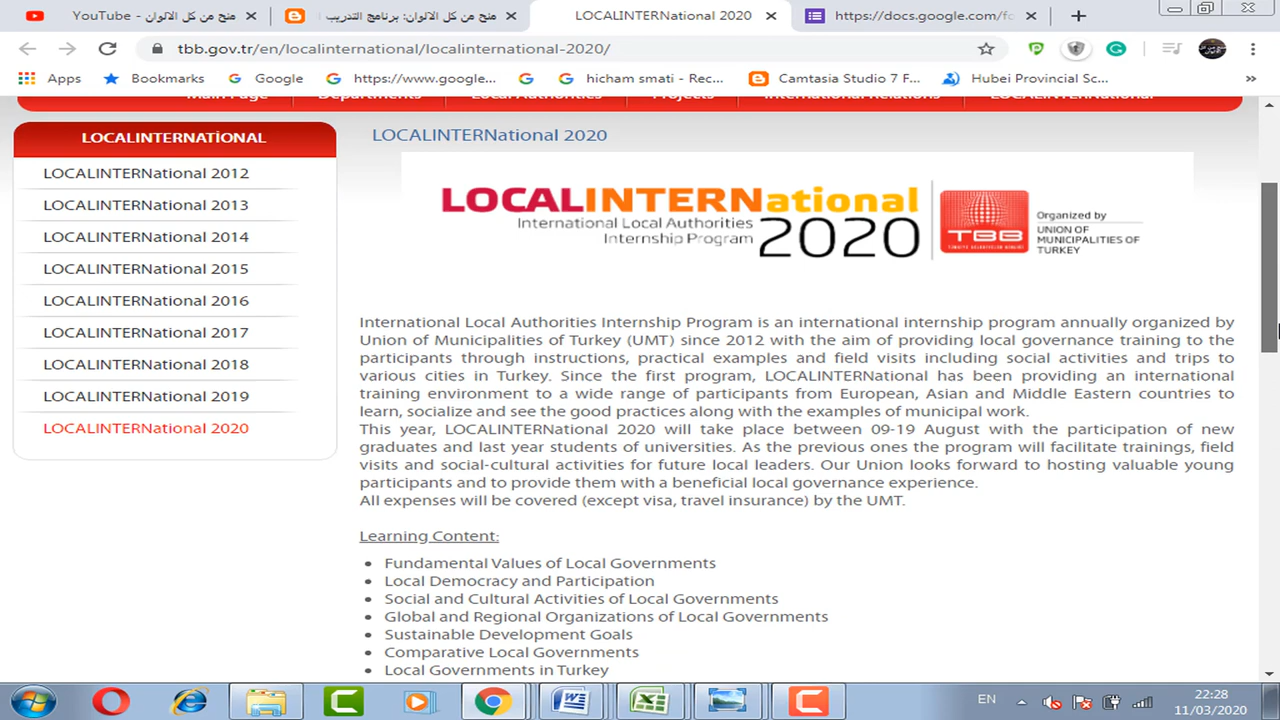 منح من كل الالوان - YouTube
منح من كل الالوان: برنامج التدريب
LOCALINTERNational 2020
https://docs.google.com/fo
tbb.gov.tr/en/localinternational/localinternational-2020/
Apps
Bookmarks
Google
https://www.google...
hicham smati - Rec...
Camtasia Studio 7 F...
Hubei Provincial Sc...
»
Main Page
Departments
Local Authorities
Projects
International Relations
LOCALINTERNational
LOCALINTERNATİONAL
LOCALINTERNational 2012
LOCALINTERNational 2013
LOCALINTERNational 2014
LOCALINTERNational 2015
LOCALINTERNational 2016
LOCALINTERNational 2017
LOCALINTERNational 2018
LOCALINTERNational 2019
LOCALINTERNational 2020
LOCALINTERNational 2020
LOCALINTERNational
International Local Authorities
Internship Program
2020
TBB
Organized by
UNION OF
MUNICIPALITIES OF
TURKEY
International Local Authorities Internship Program is an international internship program annually organized by
Union of Municipalities of Turkey (UMT) since 2012 with the aim of providing local governance training to the
participants through instructions, practical examples and field visits including social activities and trips to
various cities in Turkey. Since the first program, LOCALINTERNational has been providing an international
training environment to a wide range of participants from European, Asian and Middle Eastern countries to
learn, socialize and see the good practices along with the examples of municipal work.
This year, LOCALINTERNational 2020 will take place between 09-19 August with the participation of new
graduates and last year students of universities. As the previous ones the program will facilitate trainings, field
visits and social-cultural activities for future local leaders. Our Union looks forward to hosting valuable young
participants and to provide them with a beneficial local governance experience.
All expenses will be covered (except visa, travel insurance) by the UMT.
Learning Content:
• Fundamental Values of Local Governments
• Local Democracy and Participation
• Social and Cultural Activities of Local Governments
• Global and Regional Organizations of Local Governments
• Sustainable Development Goals
• Comparative Local Governments
• Local Governments in Turkey
EN
22:28
11/03/2020